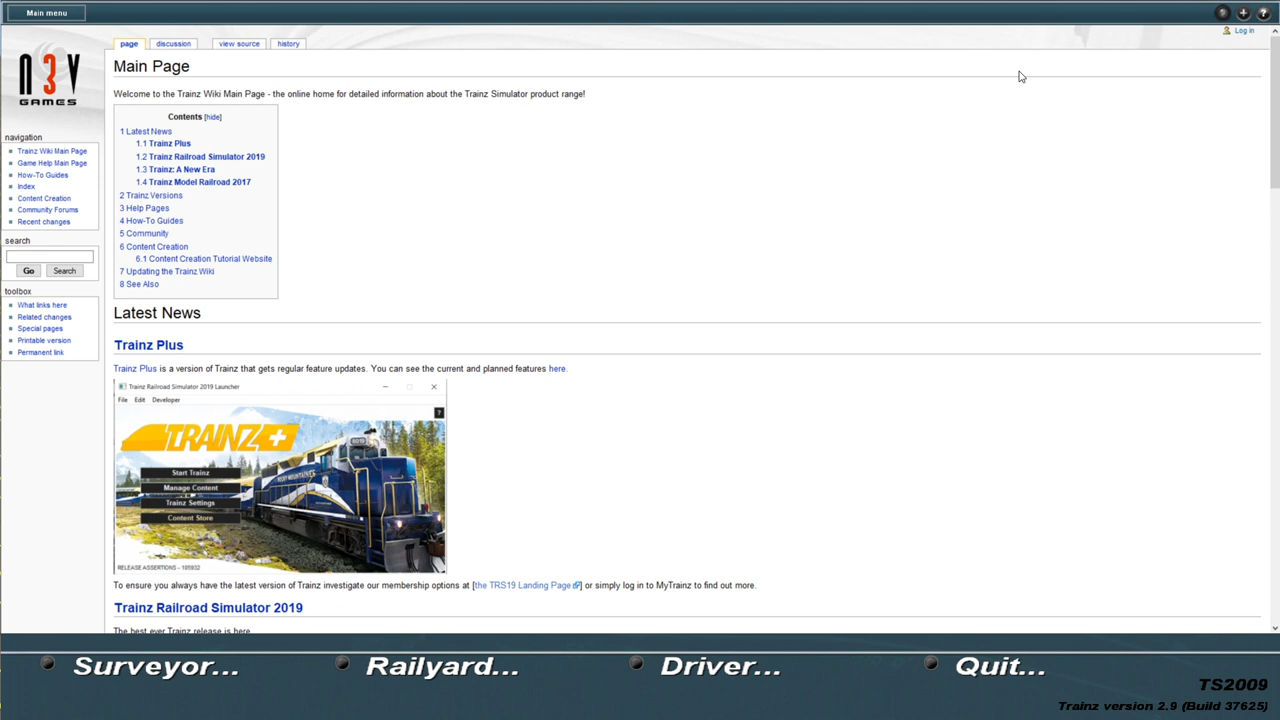 Main menu
?
N3V
GAMES
Log in
page
discussion
view source
history
Main Page
Welcome to the Trainz Wiki Main Page - the online home for detailed information about the Trainz Simulator product range!
Contents [hide]
1 Latest News
1.1 Trainz Plus
1.2 Trainz Railroad Simulator 2019
1.3 Trainz: A New Era
1.4 Trainz Model Railroad 2017
2 Trainz Versions
3 Help Pages
4 How-To Guides
5 Community
6 Content Creation
6.1 Content Creation Tutorial Website
7 Updating the Trainz Wiki
8 See Also
navigation
Trainz Wiki Main Page
Game Help Main Page
How-To Guides
Index
Content Creation
Community Forums
Recent changes
search
Go
Search
toolbox
What links here
Related changes
Special pages
Printable version
Permanent link
Latest News
Trainz Plus
Trainz Plus is a version of Trainz that gets regular feature updates. You can see the current and planned features here.
Trainz Railroad Simulator 2019 Launcher
File Edit Developer
?
TRAINZ+
Start Trainz
Manage Content
Trainz Settings
Content Store
ROCKY MOUNTAINEER
RELEASE ASSERTIONS - 105932
To ensure you always have the latest version of Trainz investigate our membership options at [the TRS19 Landing Page] or simply log in to MyTrainz to find out more.
Trainz Railroad Simulator 2019
The best ever Trainz release is here
Surveyor...
Railyard...
Driver...
Quit...
TS2009
Trainz version 2.9 (Build 37625)